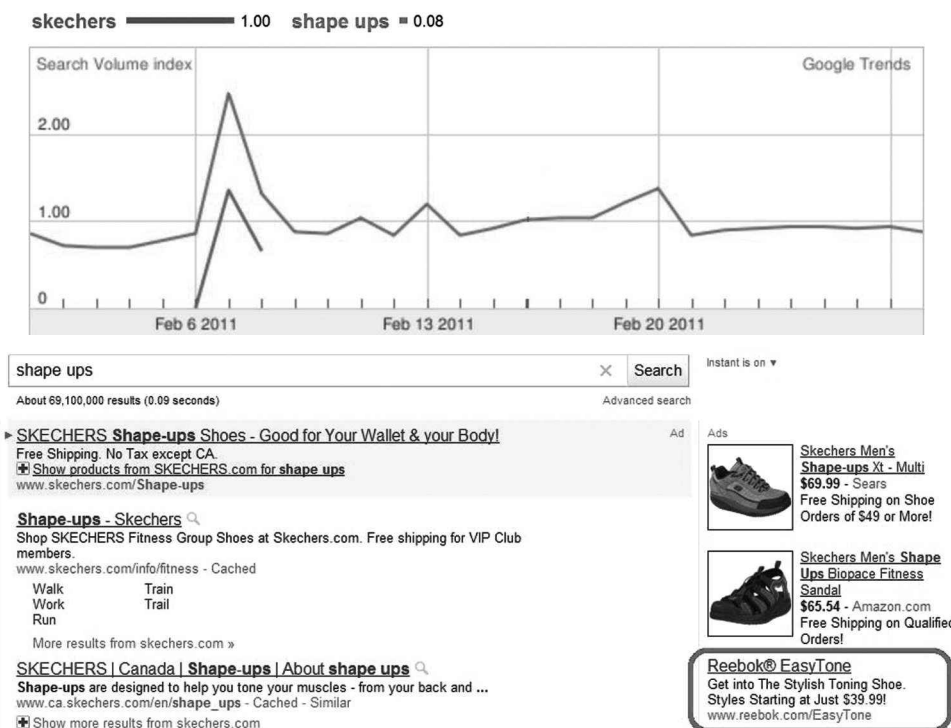 skechers 1.00 shape ups 0.08
Search Volume index Google Trends
2.00
1.00
0
Feb 6 2011 Feb 13 2011 Feb 20 2011
shape ups × Search Instant is on ▼
About 69,100,000 results (0.09 seconds) Advanced search
SKECHERS Shape-ups Shoes - Good for Your Wallet & your Body! Ad
Free Shipping. No Tax except CA.
Show products from SKECHERS.com for shape ups
www.skechers.com/Shape-ups
Shape-ups - Skechers
Shop SKECHERS Fitness Group Shoes at Skechers.com. Free shipping for VIP Club
members.
www.skechers.com/info/fitness - Cached
Walk Train
Work Trail
Run
More results from skechers.com »
SKECHERS | Canada | Shape-ups | About shape ups
Shape-ups are designed to help you tone your muscles - from your back and ...
www.ca.skechers.com/en/shape_ups - Cached - Similar
Show more results from skechers.com
Ads
Skechers Men's
Shape-ups Xt - Multi
$69.99 - Sears
Free Shipping on Shoe
Orders of $49 or More!
Skechers Men's Shape
Ups Biopace Fitness
Sandal
$65.54 - Amazon.com
Free Shipping on Qualified
Orders!
Reebok® EasyTone
Get into The Stylish Toning Shoe.
Styles Starting at Just $39.99!
www.reebok.com/EasyTone